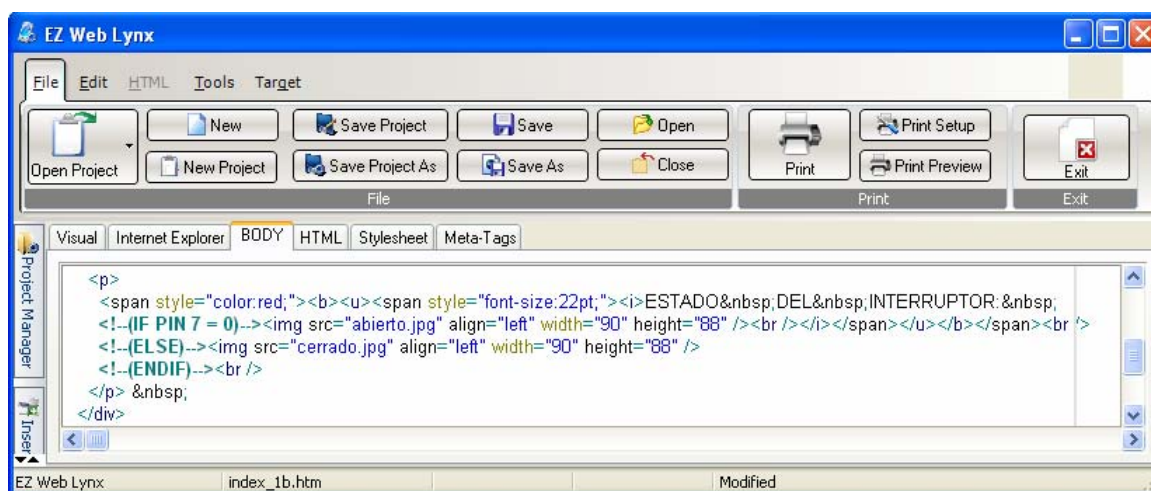 EZ Web Lynx
File Edit HTML Tools Target
Open Project New Save Project Save Open Print Print Setup Exit
New Project Save Project As Save As Close Print Preview
File Print Exit
Visual Internet Explorer BODY HTML Stylesheet Meta-Tags
Project Manager
<p>
<span style="color:red;"><b><u><span style="font-size:22pt;"><i>ESTADO&nbsp;DEL&nbsp;INTERRUPTOR:&nbsp;
<!--(IF PIN 7 = 0)--><img src="abierto.jpg" align="left" width="90" height="88" /><br /></i></span></u></b></span><br />
<!--(ELSE)--><img src="cerrado.jpg" align="left" width="90" height="88" />
<!--(ENDIF)--><br />
</p> &nbsp;
</div>
Inser
EZ Web Lynx index_1b.htm Modified